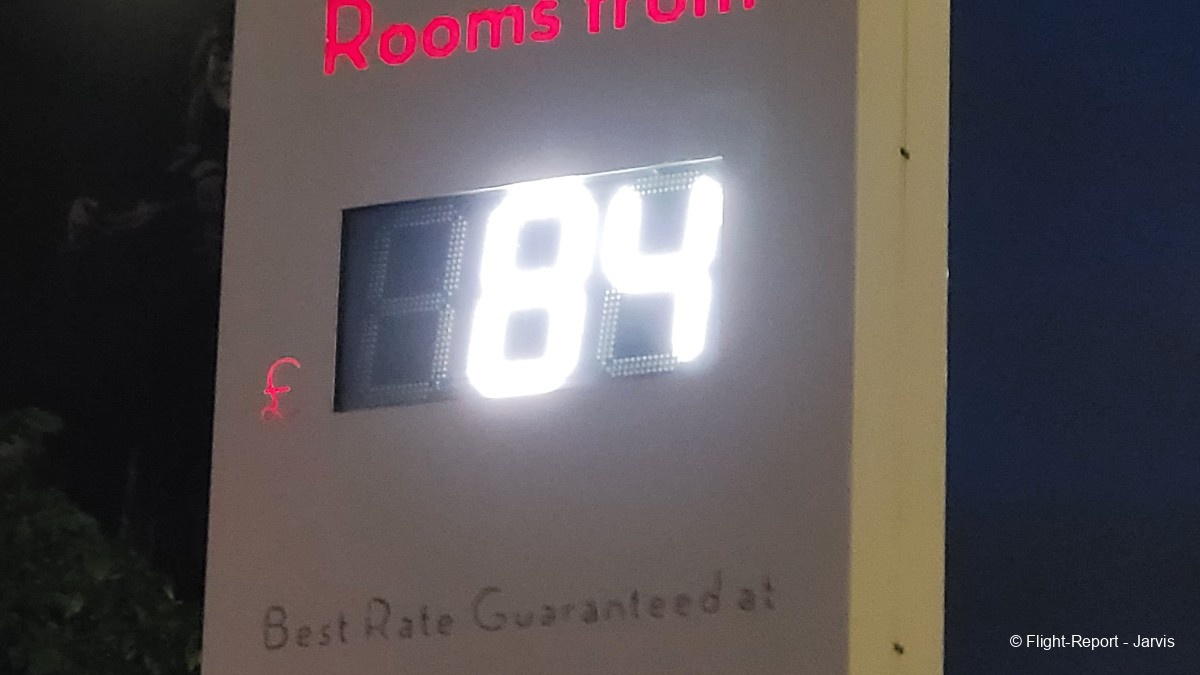 Rooms from
84
£
Best Rate Guaranteed at
© Flight-Report - Jarvis